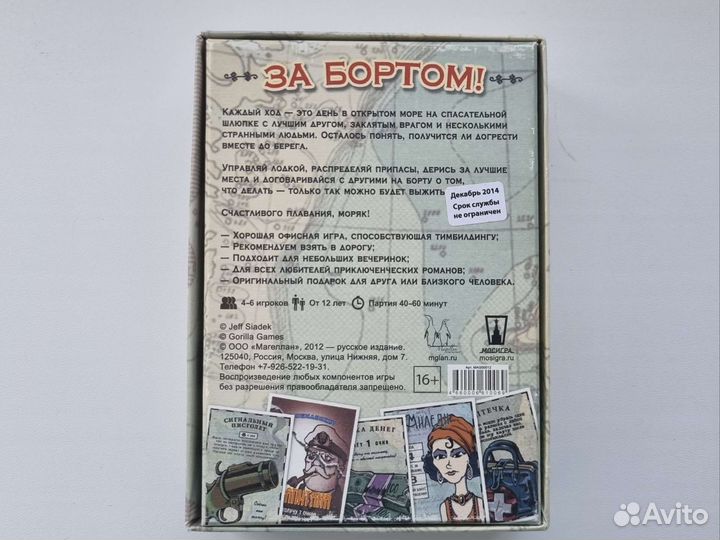 ЗА БОРТОМ!
Каждый ход — это день в открытом море на спасательной
шлюпке с лучшим другом, заклятым врагом и несколькими
странными людьми. Осталось понять, получится ли догрести
вместе до берега.
Управляй лодкой, распределяй припасы, дерись за лучшие
места и договаривайся с другими на борту о том,
что делать — только так можно будет выжить
Декабрь 2014
Срок службы
не ограничен
Счастливого плавания, моряк!
— Хорошая офисная игра, способствующая тимбилдингу;
— Рекомендуем взять в дорогу;
— Подходит для небольших вечеринок;
— Для всех любителей приключенческих романов;
— Оригинальный подарок для друга или близкого человека.
4–6 игроков От 12 лет Партия 40–60 минут
© Jeff Siadek
© Gorilla Games
© ООО «Магеллан», 2012 — русское издание.
125040, Россия, Москва, улица Нижняя, дом 7.
Телефон +7-926-522-19-31.
Воспроизведение любых компонентов игры
без разрешения правообладателя запрещено.
mglan.ru
МОСИГРА
mosigra.ru
16+
СИГНАЛЬНЫЙ
ПИСТОЛЕТ
ДЕНЕГ
1 очко
АПТЕЧКА
Avito